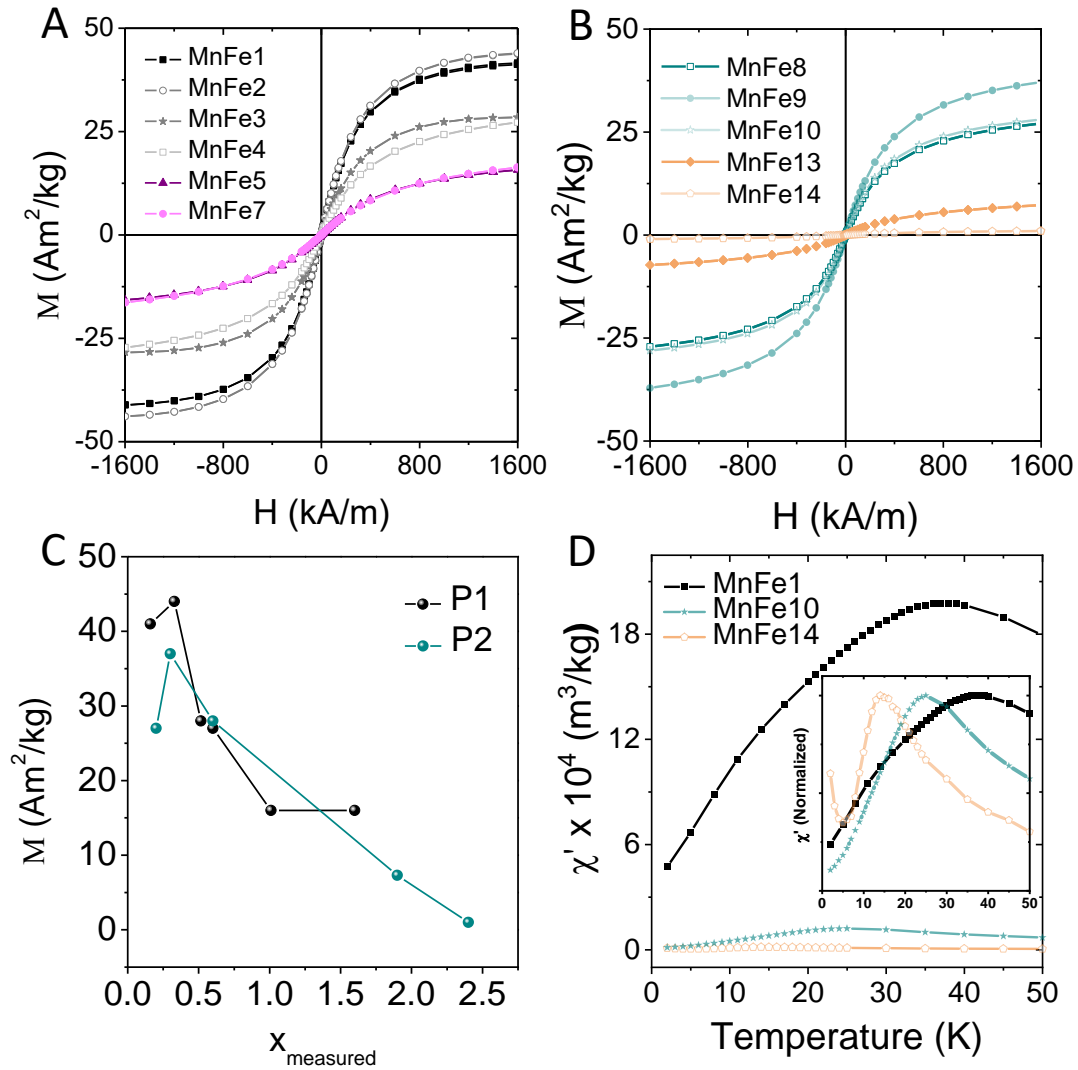 A
MnFe1
MnFe2
MnFe3
MnFe4
MnFe5
MnFe7
50
25
0
-25
-50
M (Am²/kg)
-1600 -800 0 800 1600
H (kA/m)
B
MnFe8
MnFe9
MnFe10
MnFe13
MnFe14
50
25
0
-25
-50
M (Am²/kg)
-1600 -800 0 800 1600
H (kA/m)
C
P1
P2
50
40
30
20
10
0
M (Am²/kg)
0.0 0.5 1.0 1.5 2.0 2.5
x_measured
D
MnFe1
MnFe10
MnFe14
18
12
6
0
χ' x 10⁴ (m³/kg)
χ' (Normalized)
0 10 20 30 40 50
0 10 20 30 40 50
Temperature (K)